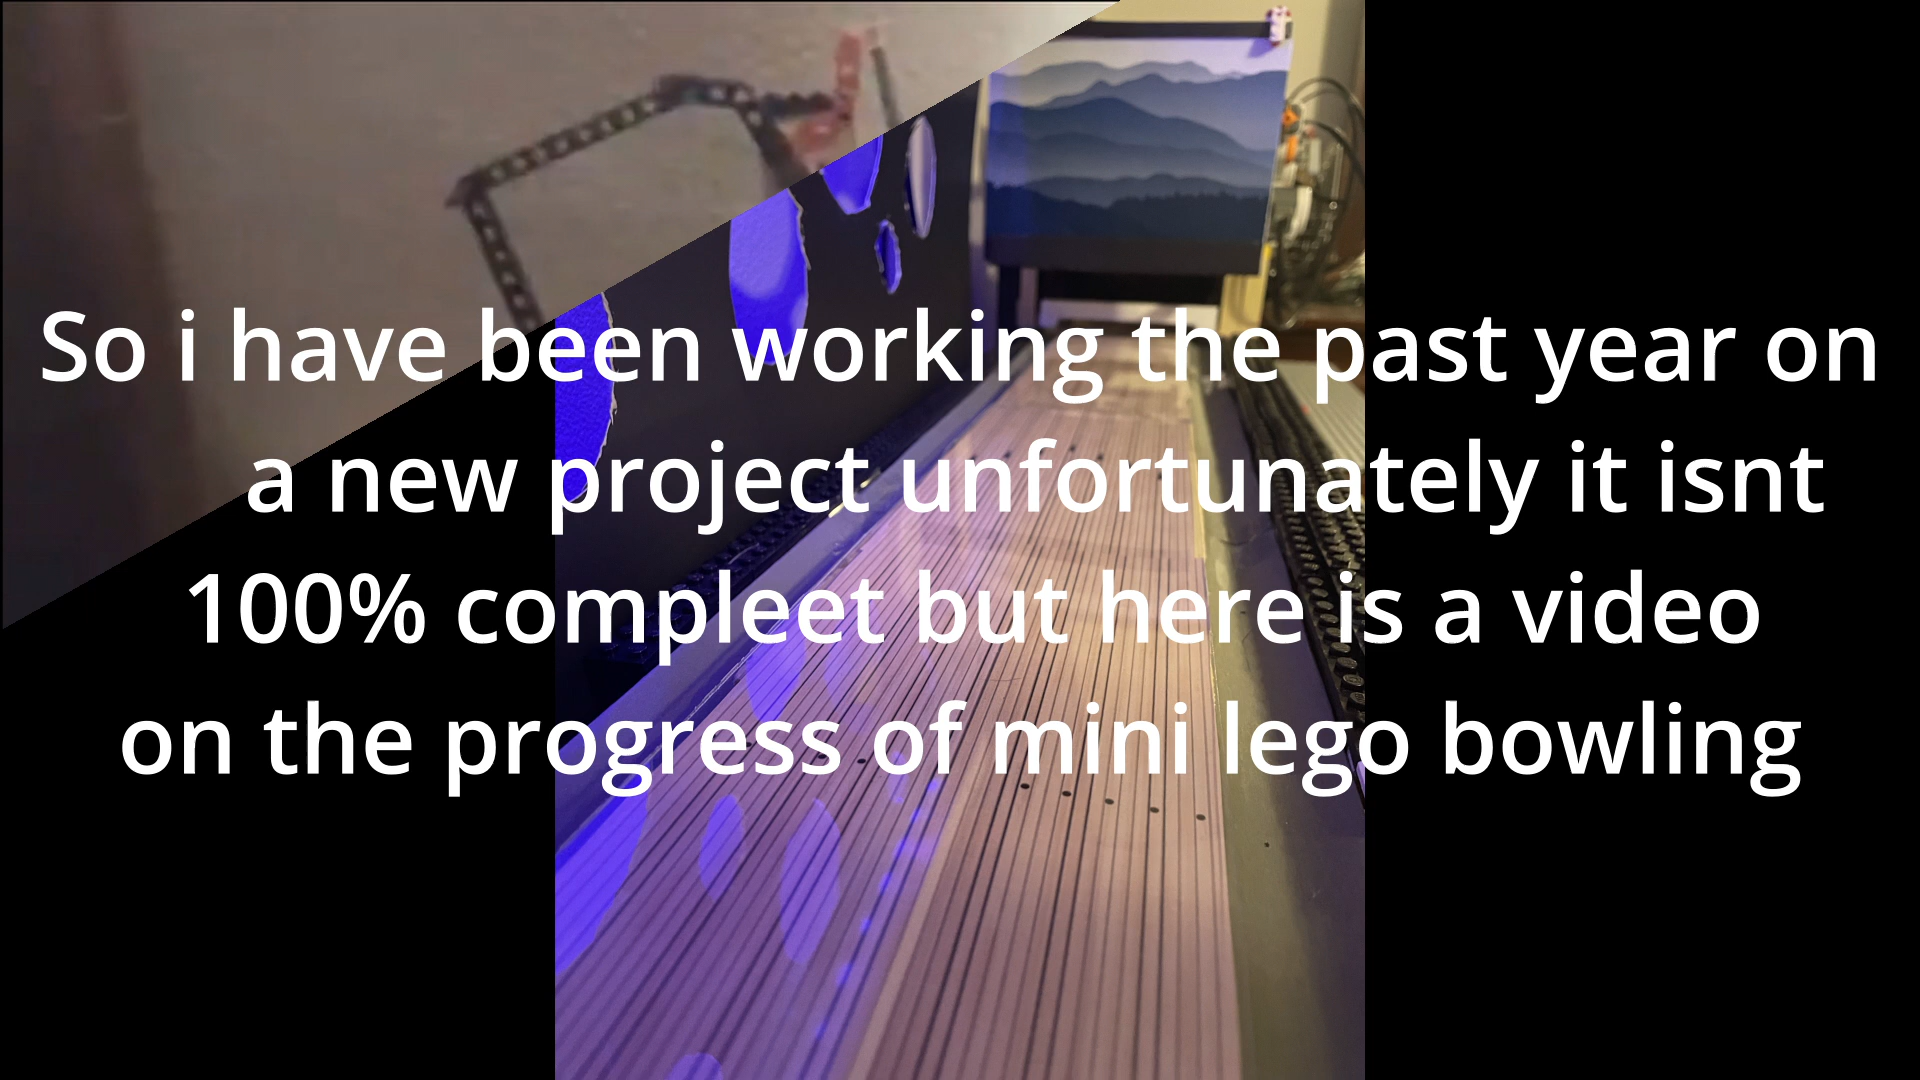 So i have been working the past year on
a new project unfortunately it isnt
100% compleet but here is a video
on the progress of mini lego bowling